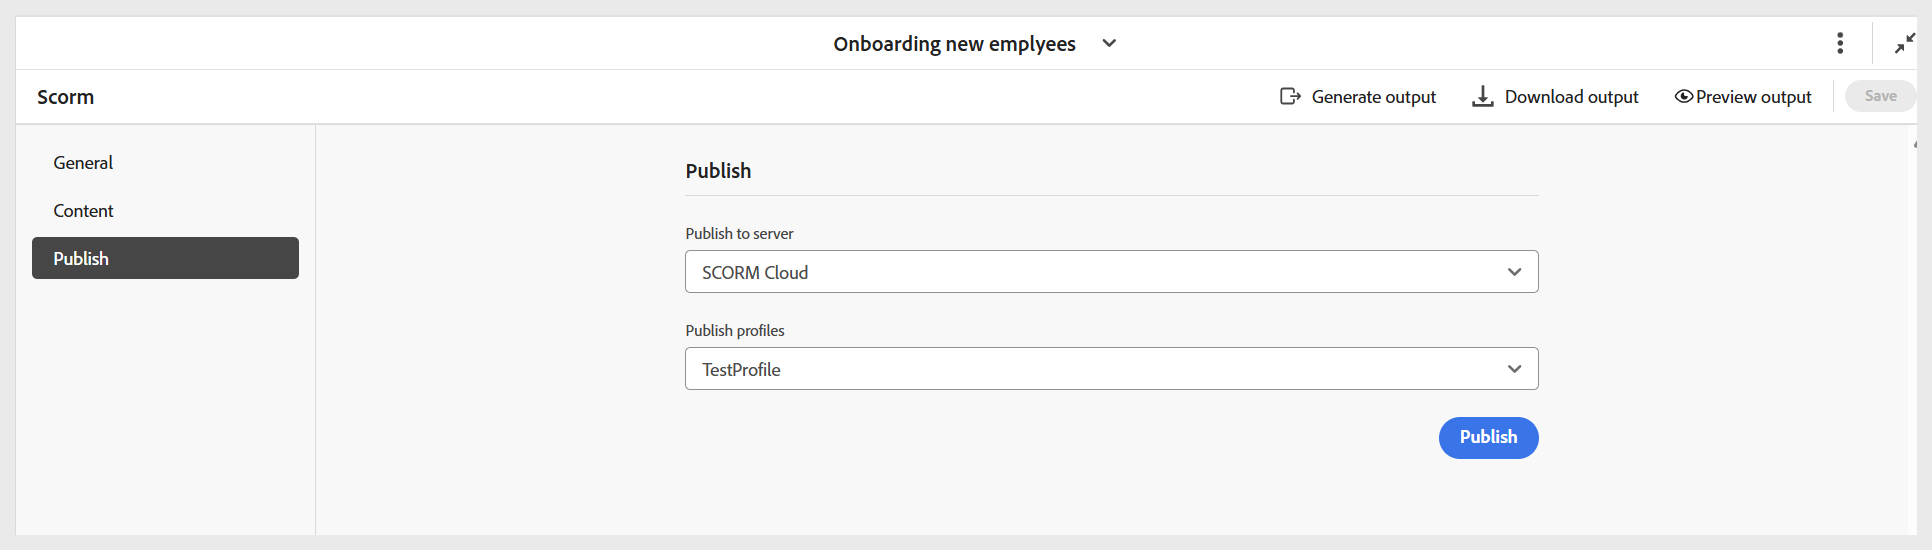 Onboarding new emplyees
Scorm
Generate output
Download output
Preview output
Save
General
Content
Publish
Publish
Publish to server
SCORM Cloud
Publish profiles
TestProfile
Publish